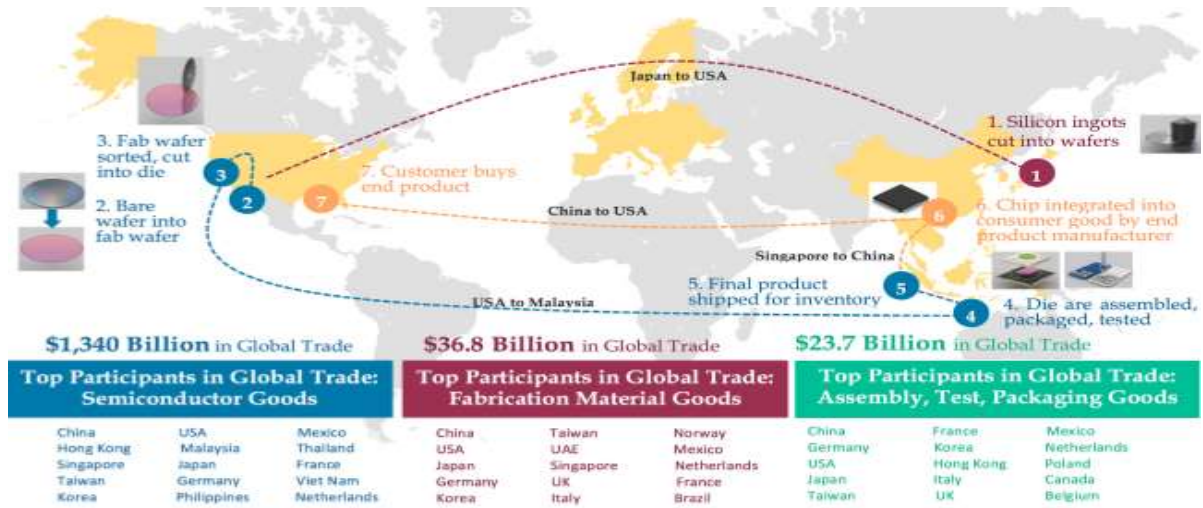 Japan to USA
1. Silicon ingots
cut into wafers
1
3. Fab wafer
sorted, cut
into die
3
2. Bare
wafer into
fab wafer
2
7. Customer buys
end product
7
China to USA
6
6. Chip integrated into
consumer good by end
product manufacturer
Singapore to China
5. Final product
shipped for inventory
5
USA to Malaysia
4
4. Die are assembled,
packaged, tested
$1,340 Billion in Global Trade
Top Participants in Global Trade:
Semiconductor Goods
China USA Mexico
Hong Kong Malaysia Thailand
Singapore Japan France
Taiwan Germany Viet Nam
Korea Philippines Netherlands
$36.8 Billion in Global Trade
Top Participants in Global Trade:
Fabrication Material Goods
China Taiwan Norway
USA UAE Mexico
Japan Singapore Netherlands
Germany UK France
Korea Italy Brazil
$23.7 Billion in Global Trade
Top Participants in Global Trade:
Assembly, Test, Packaging Goods
China France Mexico
Germany Korea Netherlands
USA Hong Kong Poland
Japan Italy Canada
Taiwan UK Belgium